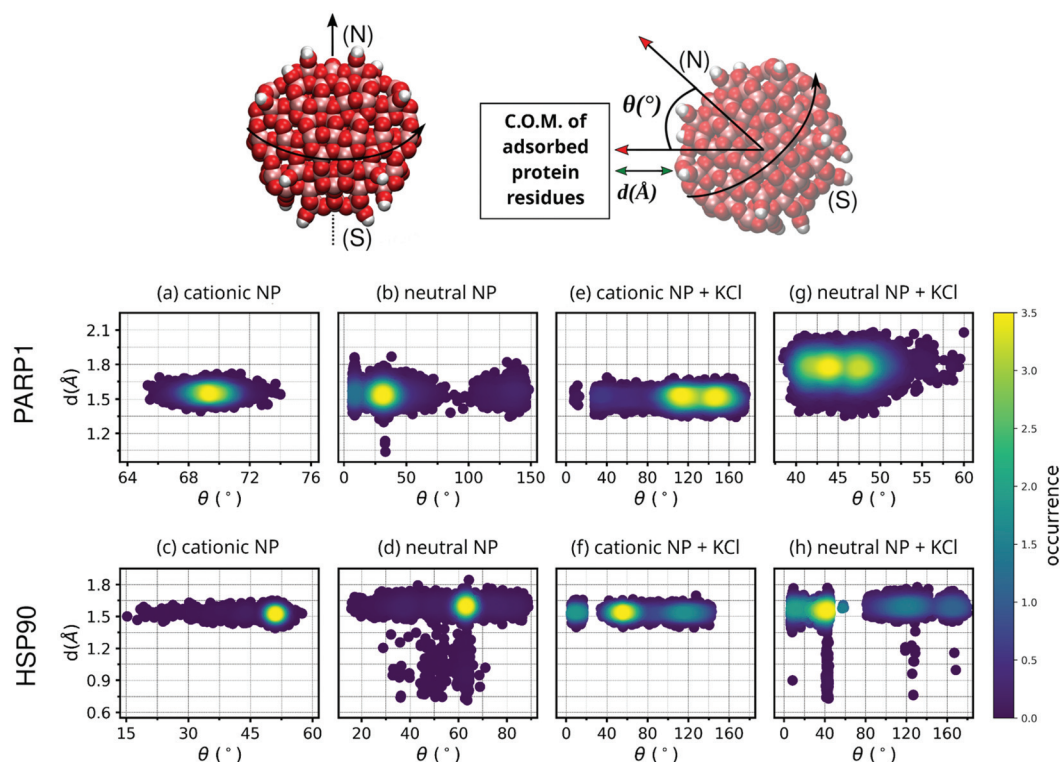 (N)
(S)
C.O.M. of
adsorbed
protein
residues
θ(°)
(N)
d(Å)
(S)
(a) cationic NP
(b) neutral NP
(e) cationic NP + KCl
(g) neutral NP + KCl
PARP1
d(Å)
2.1
1.8
1.5
1.2
64 68 72 76
0 50 100 150
0 60 120 180
40 45 50 55 60
θ (°) θ (°) θ (°) θ (°)
(c) cationic NP
(d) neutral NP
(f) cationic NP + KCl
(h) neutral NP + KCl
HSP90
d(Å)
1.8
1.5
1.2
0.9
0.6
15 30 45 60
20 40 60 80
0 40 80 120 160
0 40 80 120 160
θ (°) θ (°) θ (°) θ (°)
3.5
3.0
2.5
2.0
1.5
1.0
0.5
0.0
occurrence